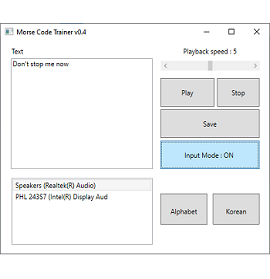 Morse Code Trainer v0.4
Text
Playback speed : 5
Don't stop me now
Play
Stop
Save
Input Mode : ON
Speakers (Realtek(R) Audio)
PHL 243S7 (Intel(R) Display Aud
Alphabet
Korean